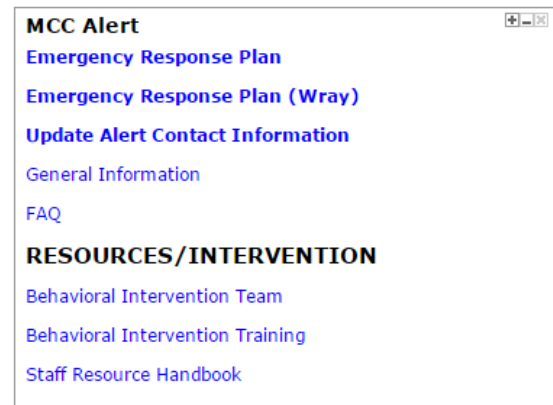 MCC Alert
Emergency Response Plan
Emergency Response Plan (Wray)
Update Alert Contact Information
General Information
FAQ
RESOURCES/INTERVENTION
Behavioral Intervention Team
Behavioral Intervention Training
Staff Resource Handbook